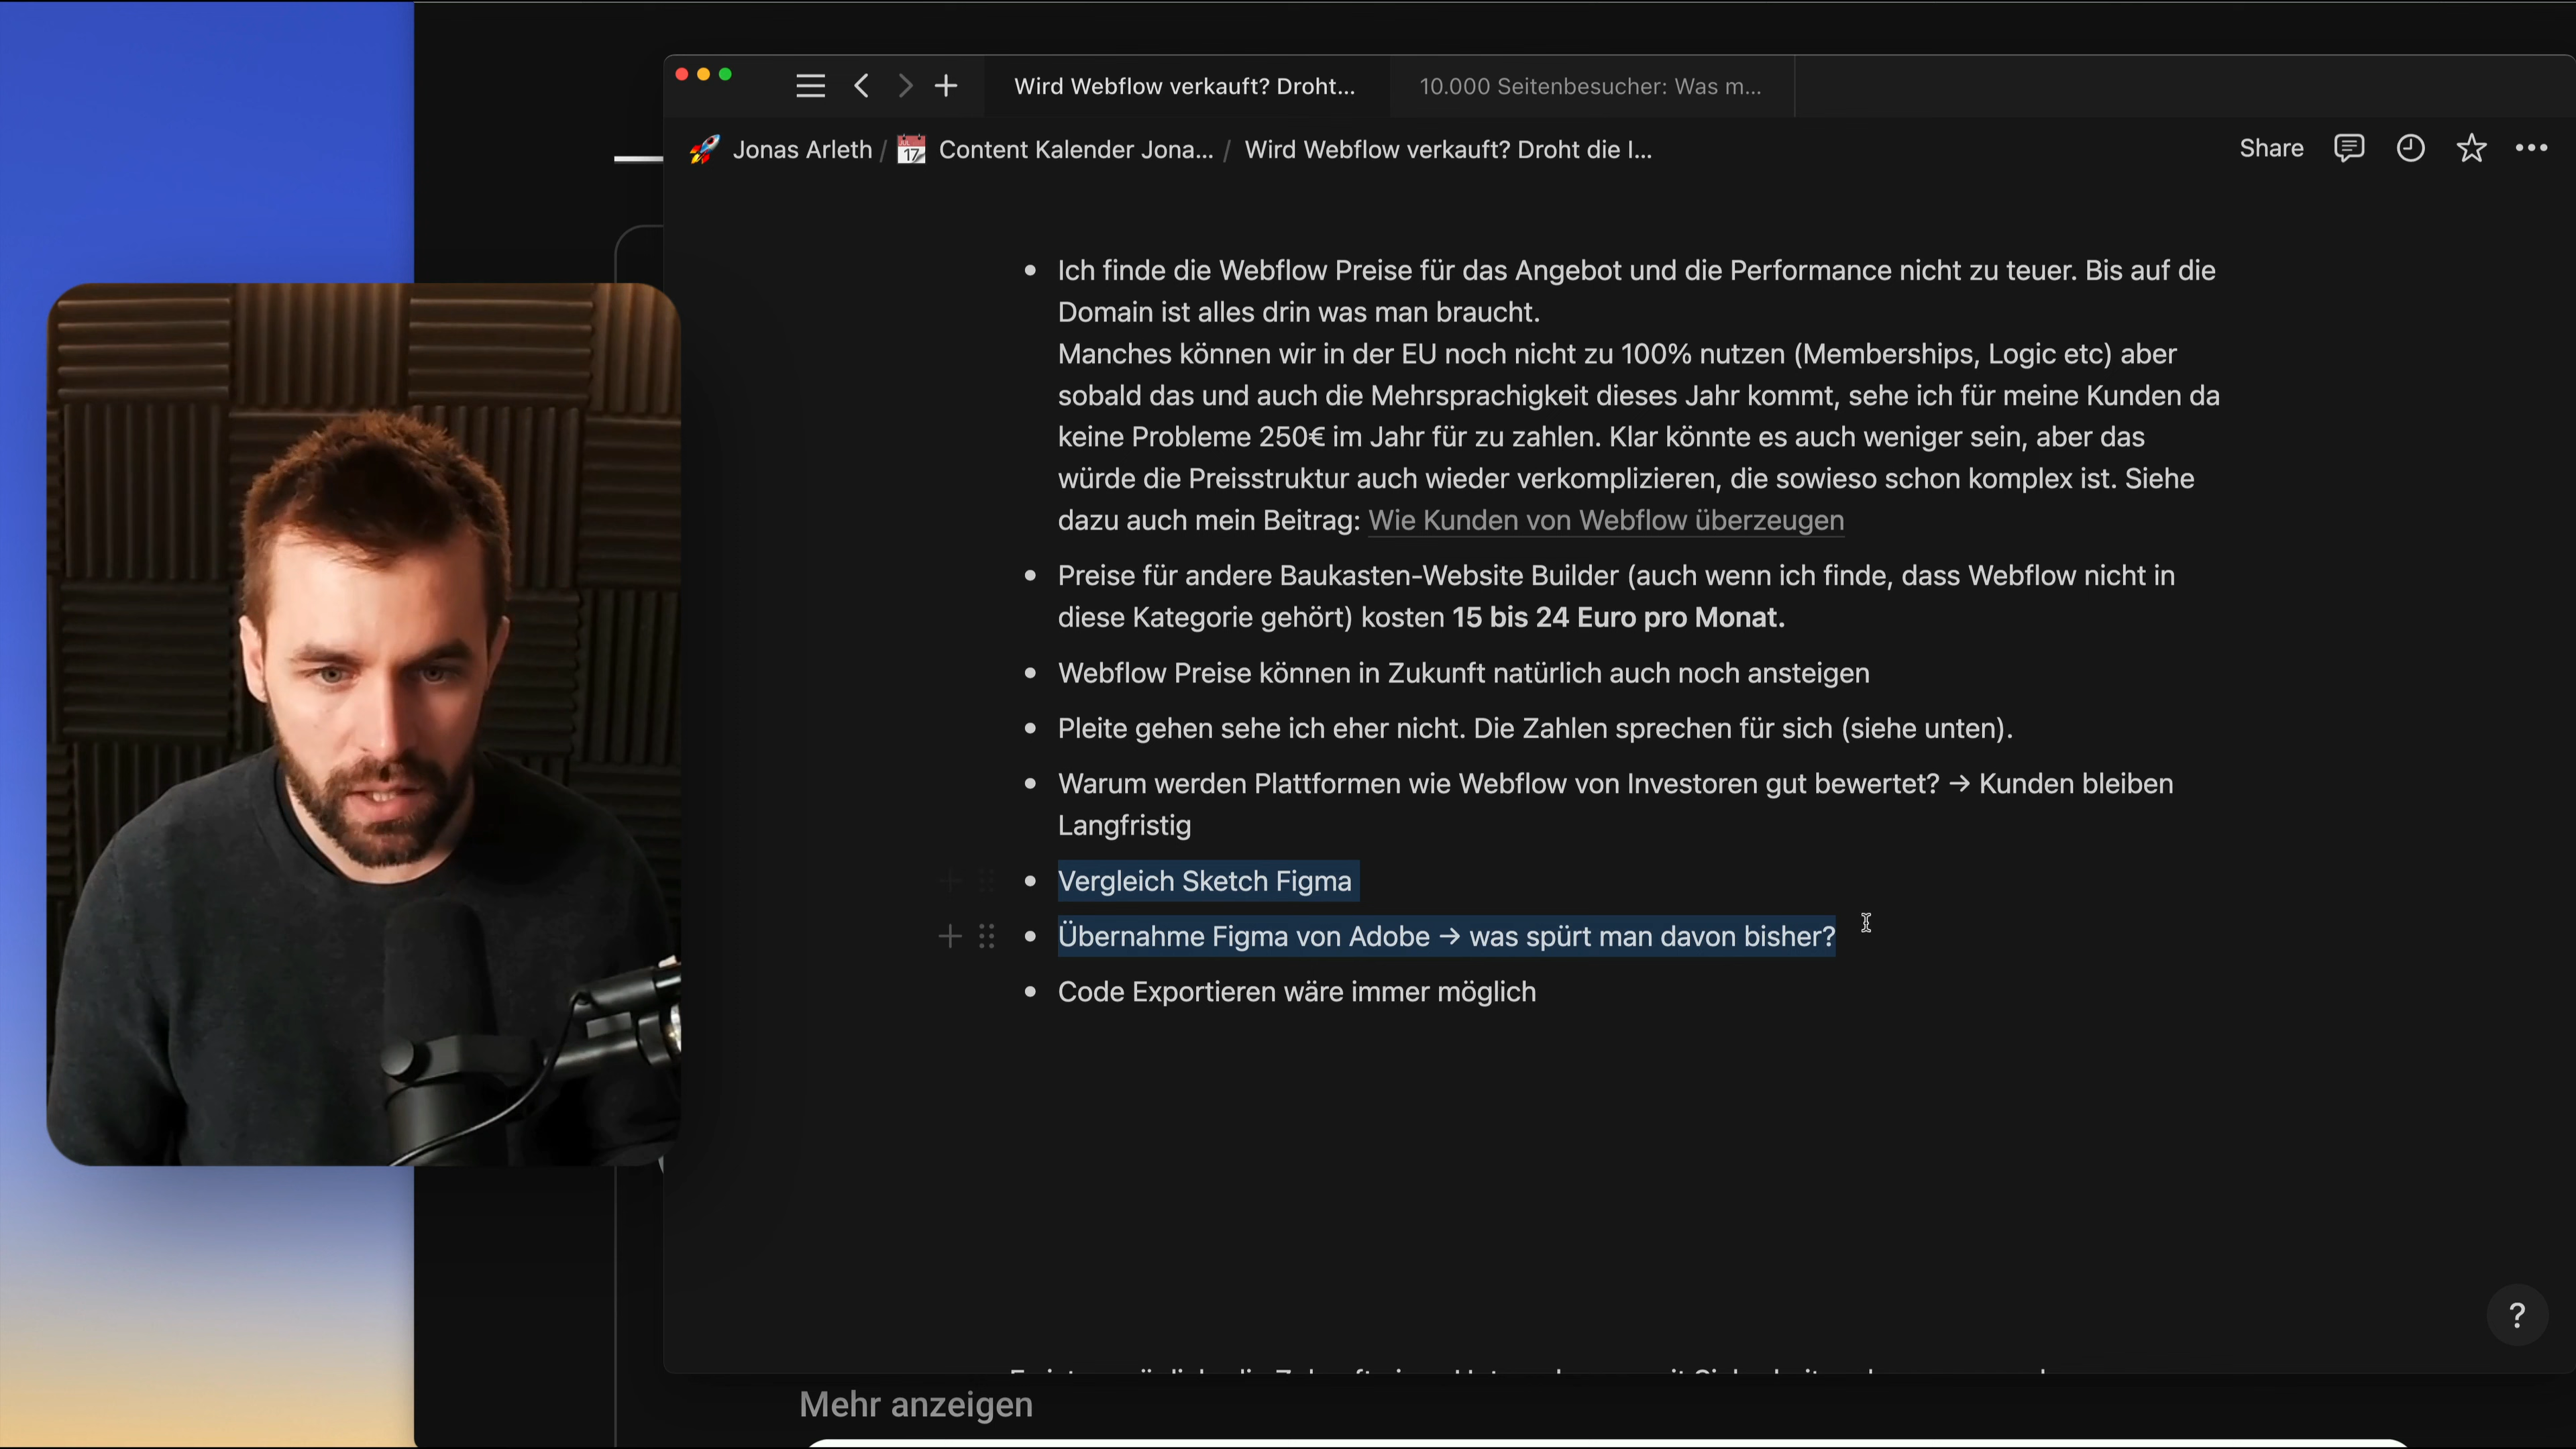 Wird Webflow verkauft? Droht...
10.000 Seitenbesucher: Was m...
Jonas Arleth / JUL 17 Content Kalender Jona... / Wird Webflow verkauft? Droht die I...
Share
Ich finde die Webflow Preise für das Angebot und die Performance nicht zu teuer. Bis auf die
Domain ist alles drin was man braucht.
Manches können wir in der EU noch nicht zu 100% nutzen (Memberships, Logic etc) aber
sobald das und auch die Mehrsprachigkeit dieses Jahr kommt, sehe ich für meine Kunden da
keine Probleme 250€ im Jahr für zu zahlen. Klar könnte es auch weniger sein, aber das
würde die Preisstruktur auch wieder verkomplizieren, die sowieso schon komplex ist. Siehe
dazu auch mein Beitrag: Wie Kunden von Webflow überzeugen
Preise für andere Baukasten-Website Builder (auch wenn ich finde, dass Webflow nicht in
diese Kategorie gehört) kosten 15 bis 24 Euro pro Monat.
Webflow Preise können in Zukunft natürlich auch noch ansteigen
Pleite gehen sehe ich eher nicht. Die Zahlen sprechen für sich (siehe unten).
Warum werden Plattformen wie Webflow von Investoren gut bewertet? → Kunden bleiben
Langfristig
Vergleich Sketch Figma
Übernahme Figma von Adobe → was spürt man davon bisher?
Code Exportieren wäre immer möglich
?
Mehr anzeigen